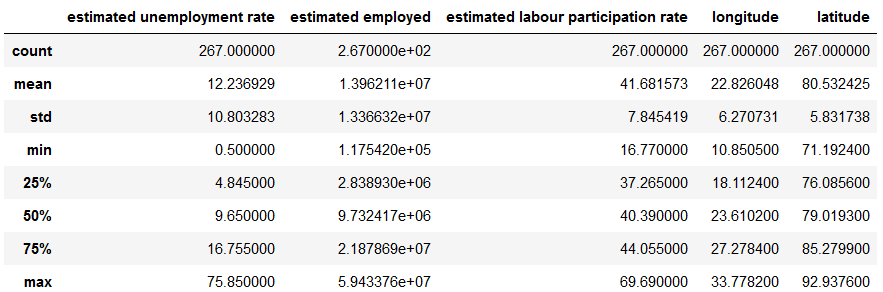 estimated unemployment rate estimated employed estimated labour participation rate longitude latitude
count 267.000000 2.670000e+02 267.000000 267.000000 267.000000
mean 12.236929 1.396211e+07 41.681573 22.826048 80.532425
std 10.803283 1.336632e+07 7.845419 6.270731 5.831738
min 0.500000 1.175420e+05 16.770000 10.850500 71.192400
25% 4.845000 2.838930e+06 37.265000 18.112400 76.085600
50% 9.650000 9.732417e+06 40.390000 23.610200 79.019300
75% 16.755000 2.187869e+07 44.055000 27.278400 85.279900
max 75.850000 5.943376e+07 69.690000 33.778200 92.937600